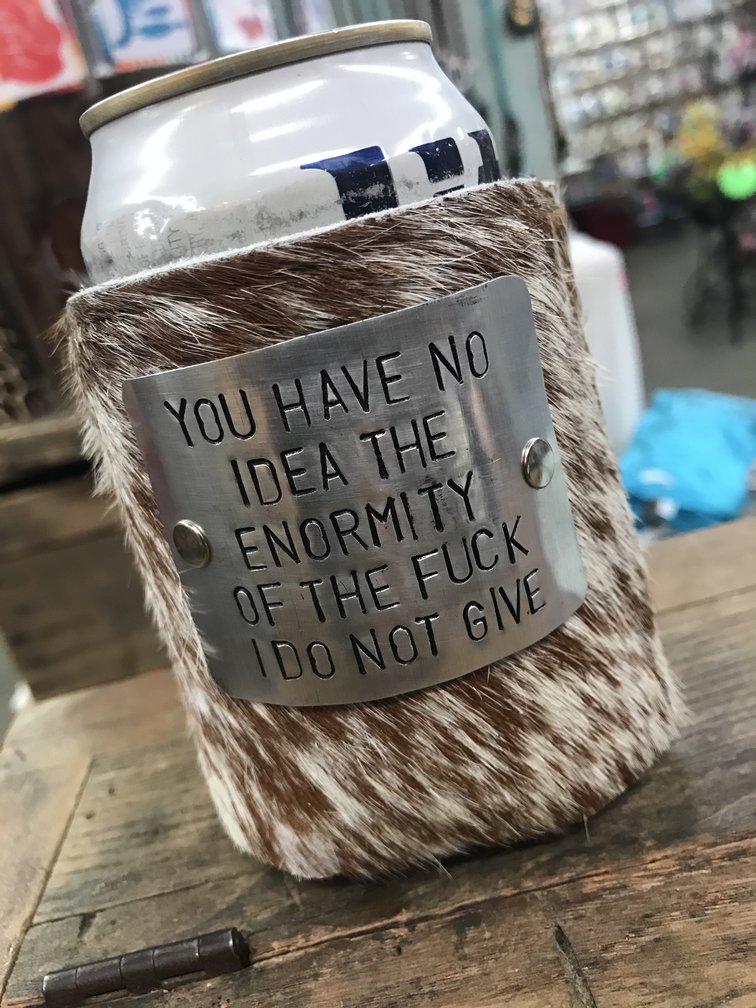 YOU HAVE NO
IDEA THE
ENORMITY
OF THE FUCK
I DO NOT GIVE